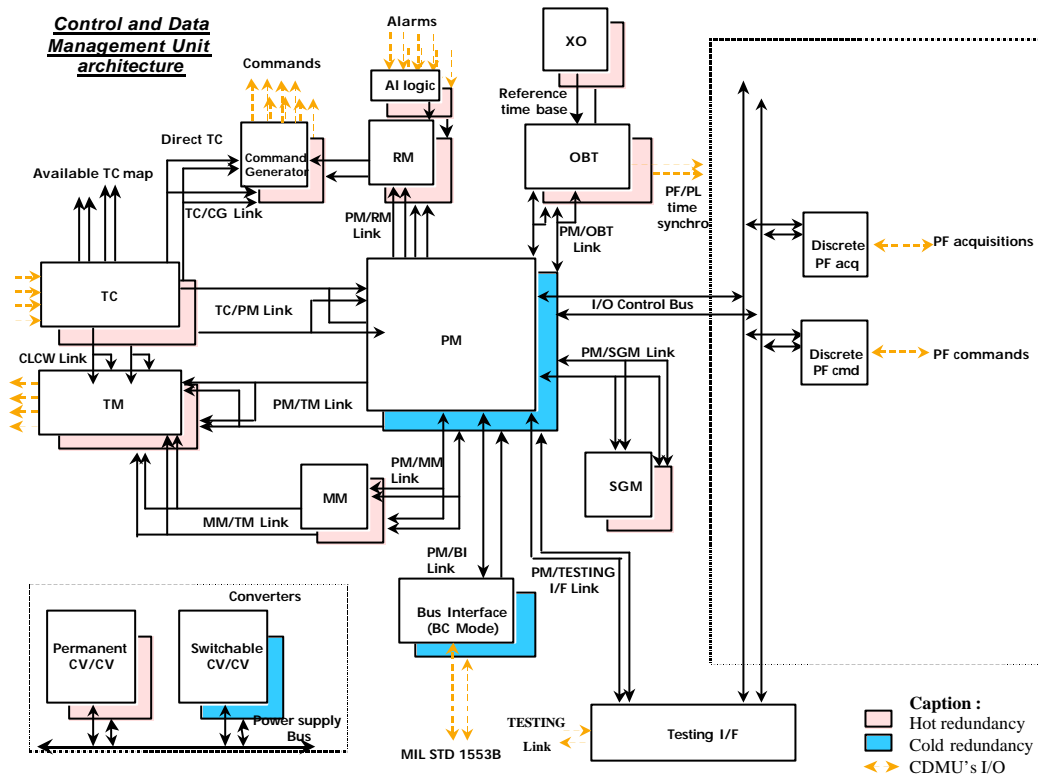 Control and Data
Management Unit
architecture
Alarms
Commands
AI logic
XO
Reference
time base
Direct TC
Command
Generator
RM
OBT
Available TC map
TC/CG Link
PM/RM
Link
PM/OBT
Link
PF/PL
time
synchro
Discrete
PF acq
PF acquisitions
TC
TC/PM Link
PM
I/O Control Bus
CLCW Link
PM/SGM Link
Discrete
PF cmd
PF commands
TM
PM/TM Link
PM/MM
Link
MM
SGM
MM/TM Link
PM/BI
Link
PM/TESTING
I/F Link
Converters
Bus Interface
(BC Mode)
Permanent
CV/CV
Switchable
CV/CV
Power supply
Bus
MIL STD 1553B
TESTING
Link
Testing I/F
Caption :
Hot redundancy
Cold redundancy
CDMU's I/O